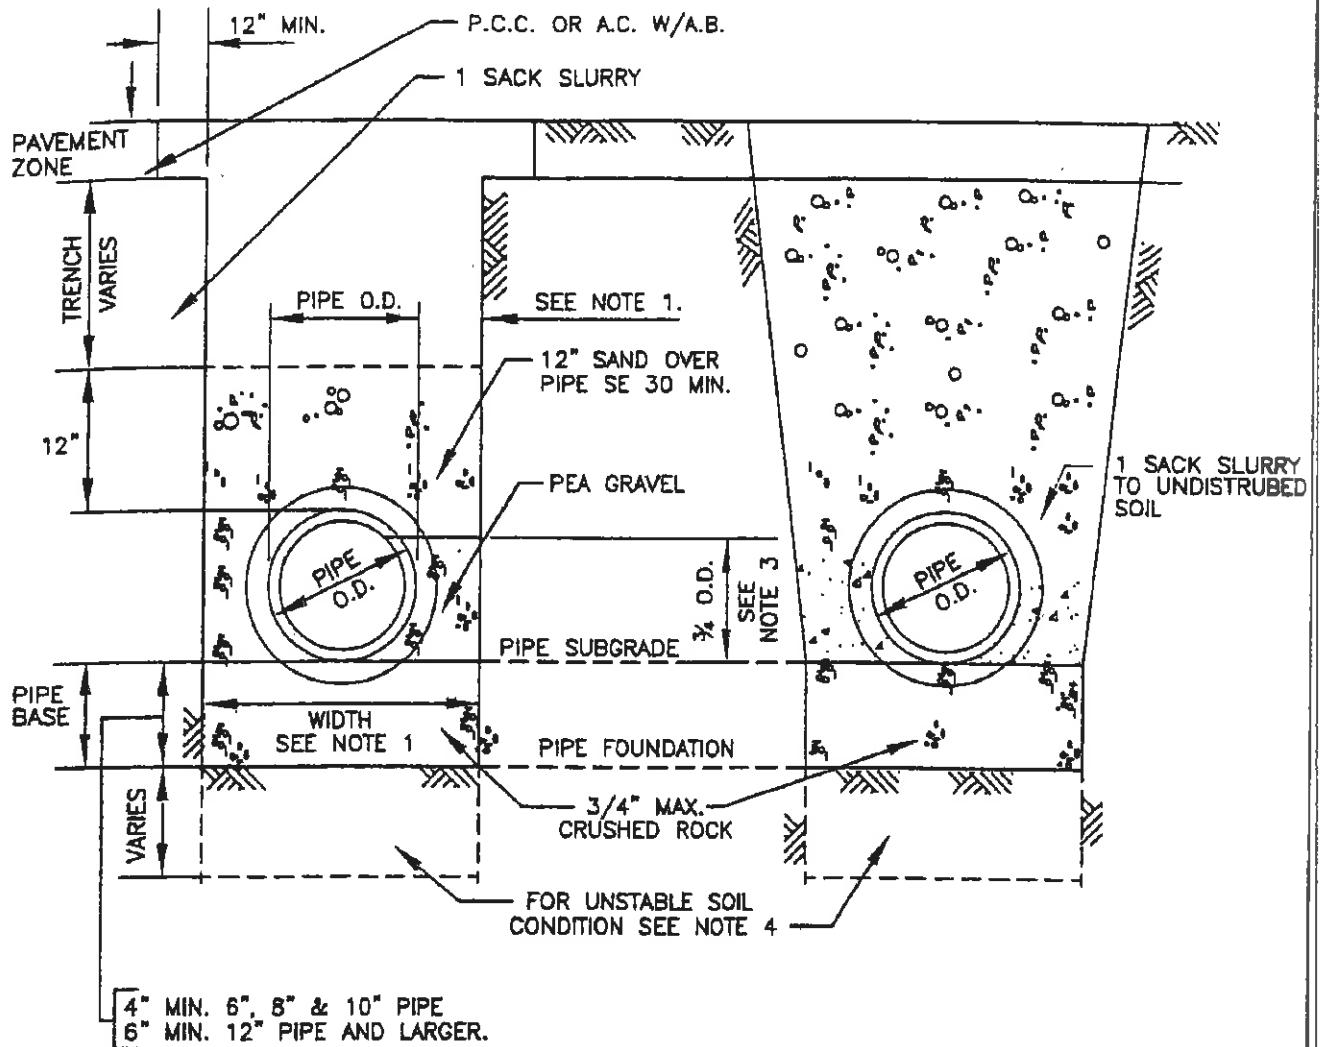 12" MIN.
P.C.C. OR A.C. W/A.B.
1 SACK SLURRY
PAVEMENT
ZONE
TRENCH
VARIES
PIPE O.D.
SEE NOTE 1.
12" SAND OVER
PIPE SE 30 MIN.
12"
PEA GRAVEL
1 SACK SLURRY
TO UNDISTRUBED
SOIL
PIPE
O.D.
3/4 O.D.
SEE
NOTE 3
PIPE
O.D.
PIPE SUBGRADE
PIPE
BASE
WIDTH
SEE NOTE 1
PIPE FOUNDATION
VARIES
3/4" MAX.
CRUSHED ROCK
FOR UNSTABLE SOIL
CONDITION SEE NOTE 4
4" MIN. 6", 8" & 10" PIPE
6" MIN. 12" PIPE AND LARGER.